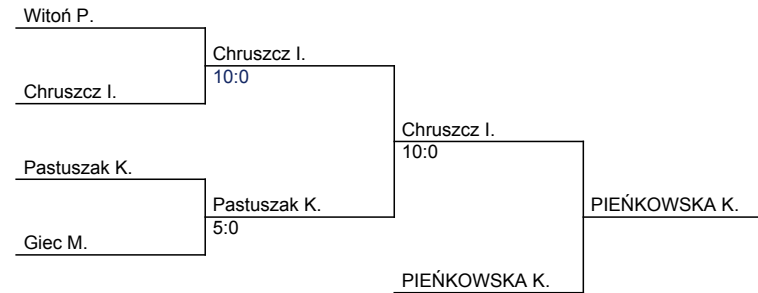 Witoń P.
Chruszcz I.
10:0
Chruszcz I.
Chruszcz I.
10:0
Pastuszak K.
Pastuszak K.
5:0
PIEŃKOWSKA K.
Giec M.
PIEŃKOWSKA K.